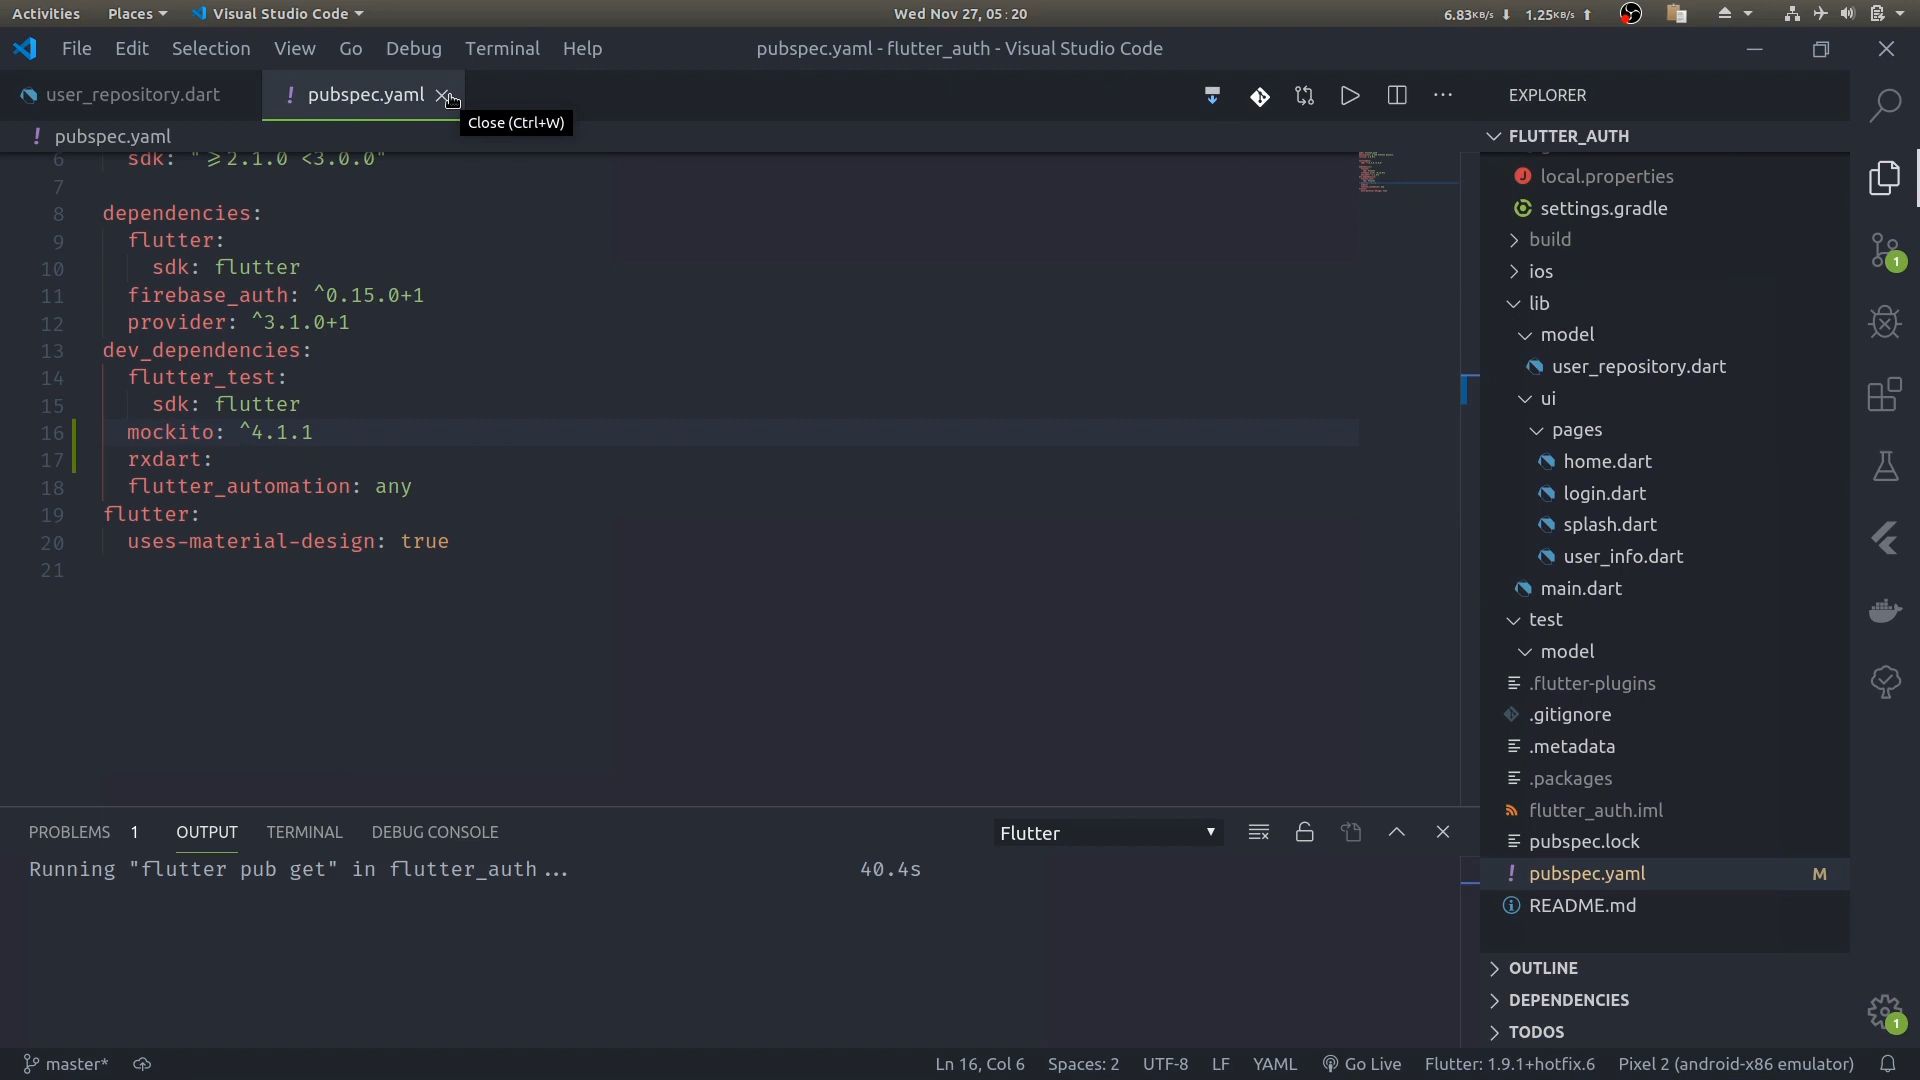 Activities Places Visual Studio Code Wed Nov 27, 05:20 6.83KB/s 1.25KB/s
File Edit Selection View Go Debug Terminal Help pubspec.yaml - flutter_auth - Visual Studio Code
user_repository.dart ! pubspec.yaml EXPLORER
Close (Ctrl+W)
! pubspec.yaml
6 sdk: ">=2.1.0 <3.0.0"
7
8 dependencies:
9 flutter:
10 sdk: flutter
11 firebase_auth: ^0.15.0+1
12 provider: ^3.1.0+1
13 dev_dependencies:
14 flutter_test:
15 sdk: flutter
16 mockito: ^4.1.1
17 rxdart:
18 flutter_automation: any
19 flutter:
20 uses-material-design: true
21
FLUTTER_AUTH
local.properties
settings.gradle
build
ios
lib
model
user_repository.dart
ui
pages
home.dart
login.dart
splash.dart
user_info.dart
main.dart
test
model
.flutter-plugins
.gitignore
.metadata
.packages
flutter_auth.iml
pubspec.lock
! pubspec.yaml M
README.md
OUTLINE
DEPENDENCIES
TODOS
1
1
PROBLEMS 1 OUTPUT TERMINAL DEBUG CONSOLE Flutter
Running "flutter pub get" in flutter_auth... 40.4s
master* Ln 16, Col 6 Spaces: 2 UTF-8 LF YAML Go Live Flutter: 1.9.1+hotfix.6 Pixel 2 (android-x86 emulator)